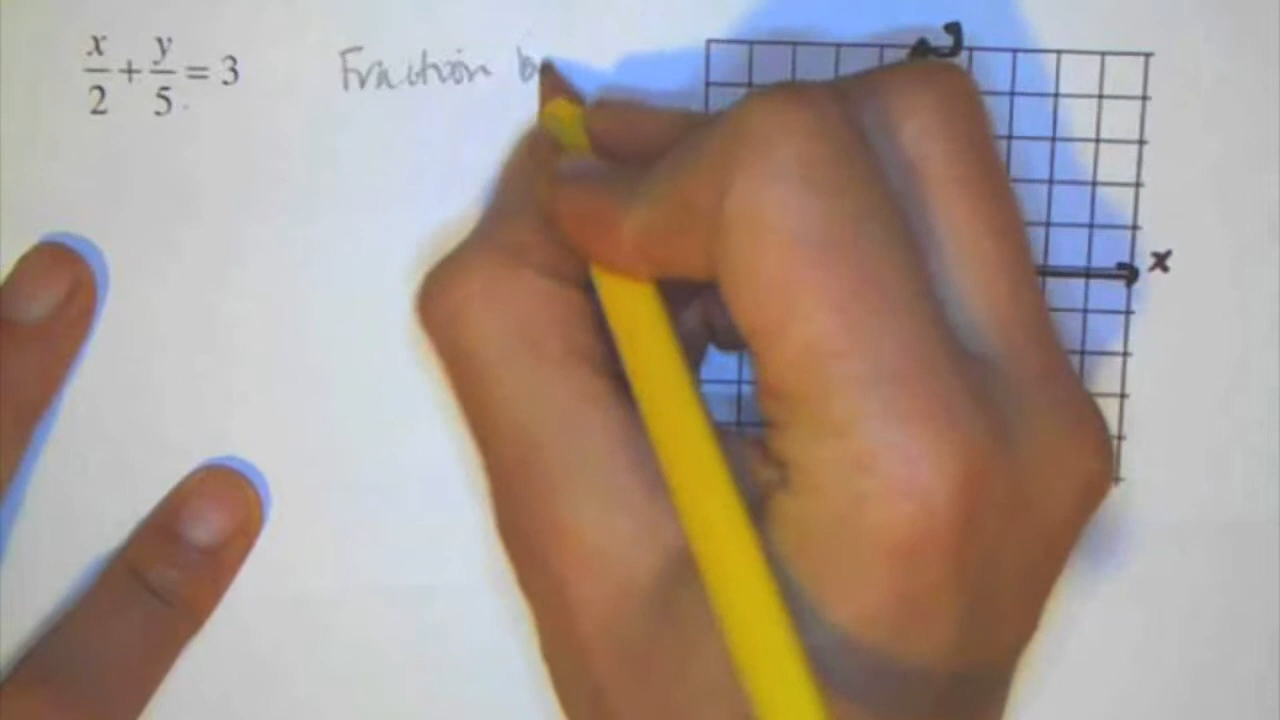 x/2 + y/5 = 3
Fraction
x